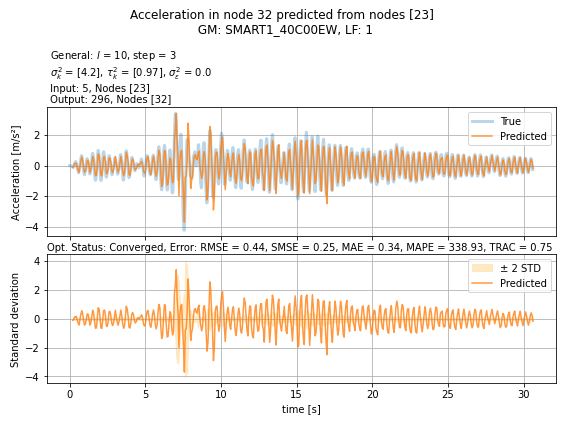 Acceleration in node 32 predicted from nodes [23]
GM: SMART1_40C00EW, LF: 1
General: l = 10, step = 3
σ²ₖ = [4.2], τ²ₖ = [0.97], σ²ε = 0.0
Input: 5, Nodes [23]
Output: 296, Nodes [32]
Acceleration [m/s²]
2
0
−2
−4
True
Predicted
Opt. Status: Converged, Error: RMSE = 0.44, SMSE = 0.25, MAE = 0.34, MAPE = 338.93, TRAC = 0.75
Standard deviation
4
2
0
−2
−4
± 2 STD
Predicted
0 5 10 15 20 25 30
time [s]